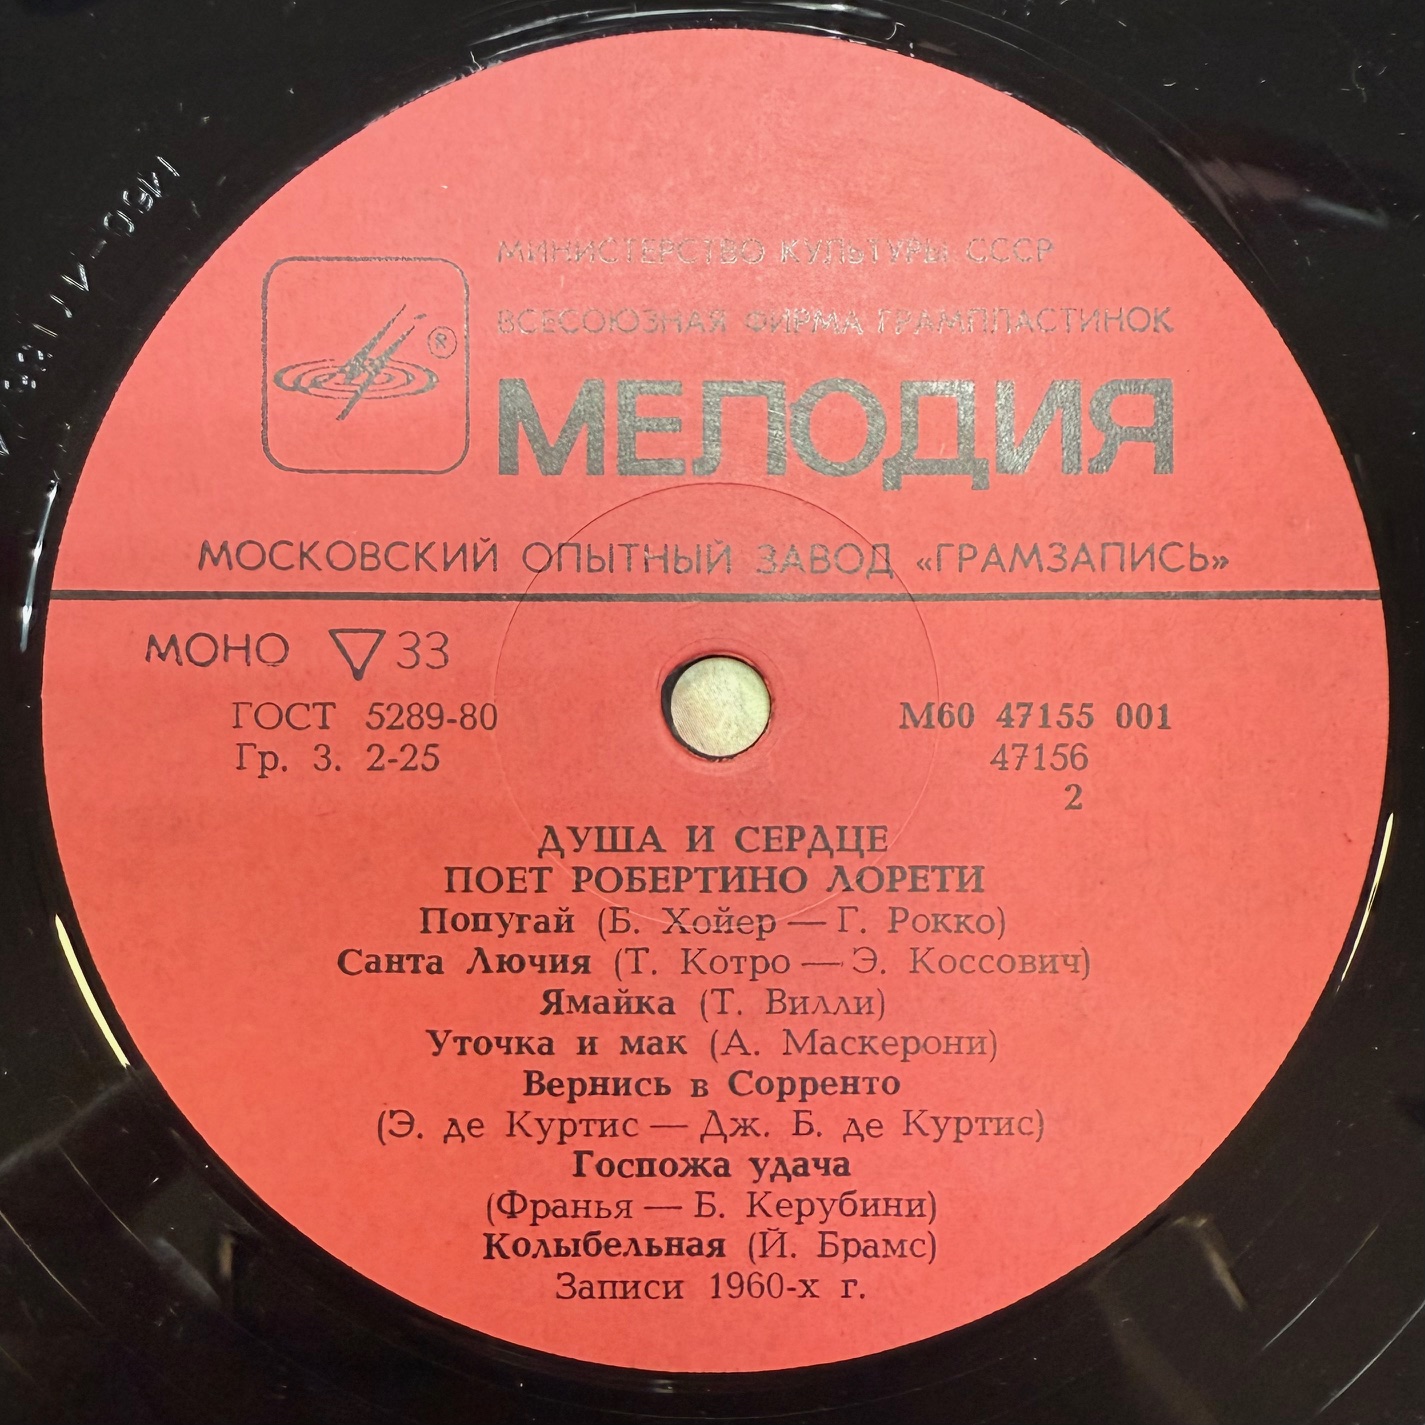 МИНИСТЕРСТВО КУЛЬТУРЫ СССР
ВСЕСОЮЗНАЯ ФИРМА ГРАМПЛАСТИНОК
®
МЕЛОДИЯ
МОСКОВСКИЙ ОПЫТНЫЙ ЗАВОД «ГРАМЗАПИСЬ»
МОНО 33
ГОСТ 5289-80
Гр. 3. 2-25
М60 47155 001
47156
2
ДУША И СЕРДЦЕ
ПОЕТ РОБЕРТИНО ЛОРЕТИ
Попугай (Б. Хойер — Г. Рокко)
Санта Лючия (Т. Котро — Э. Коссович)
Ямайка (Т. Вилли)
Уточка и мак (А. Маскерони)
Вернись в Сорренто
(Э. де Куртис — Дж. Б. де Куртис)
Госпожа удача
(Франья — Б. Керубини)
Колыбельная (Й. Брамс)
Записи 1960-х г.